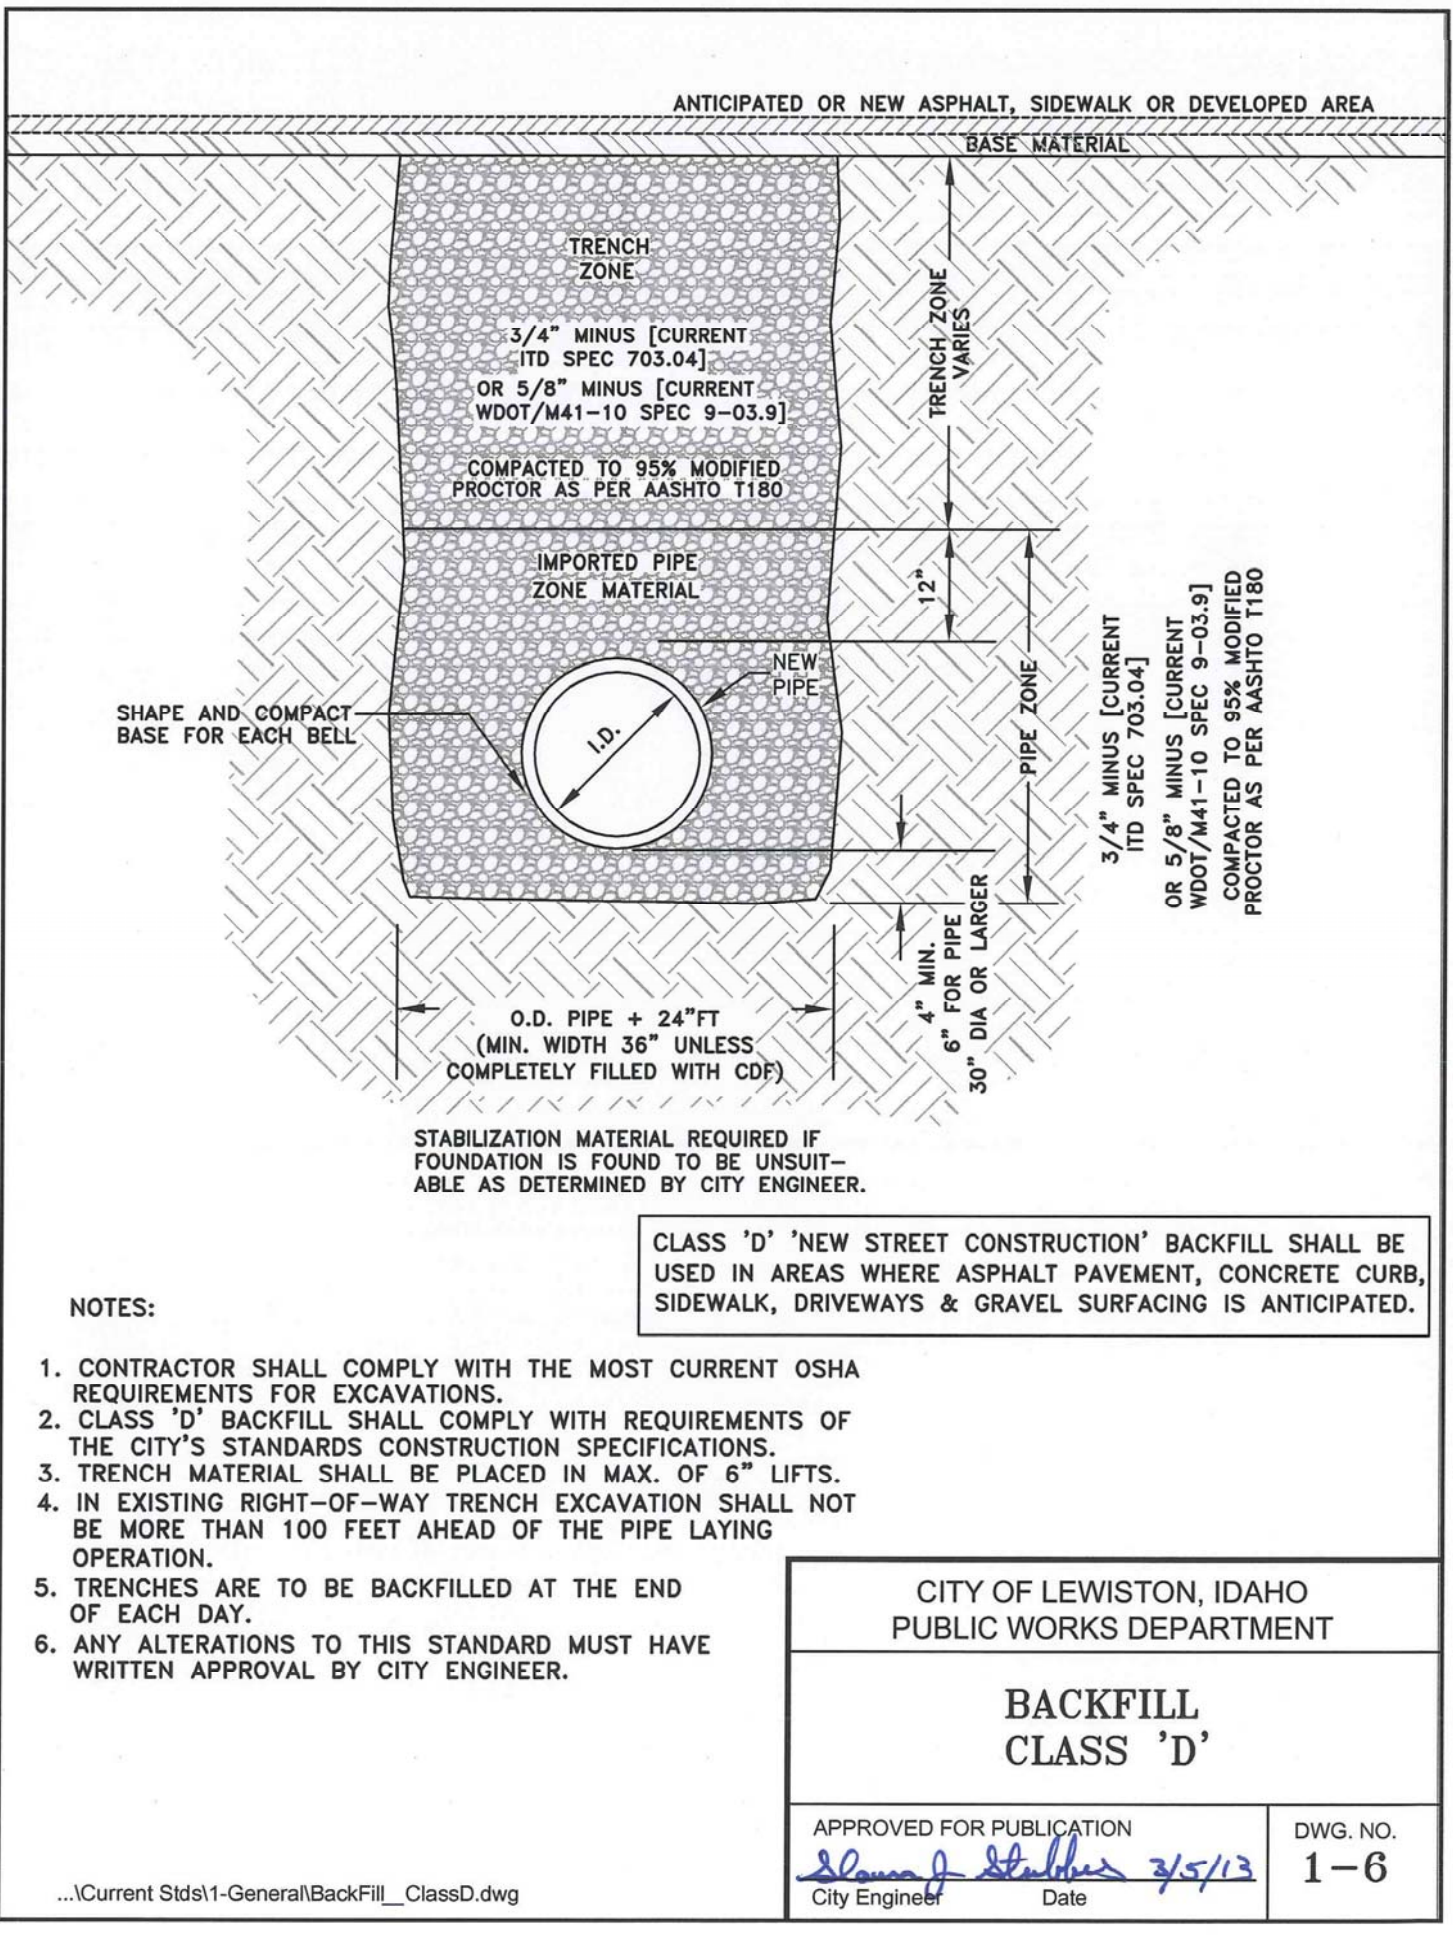 ANTICIPATED OR NEW ASPHALT, SIDEWALK OR DEVELOPED AREA
BASE MATERIAL
TRENCH
ZONE
3/4" MINUS [CURRENT
ITD SPEC 703.04]
OR 5/8" MINUS [CURRENT
WDOT/M41-10 SPEC 9-03.9]
COMPACTED TO 95% MODIFIED
PROCTOR AS PER AASHTO T180
TRENCH ZONE
VARIES
IMPORTED PIPE
ZONE MATERIAL
12"
NEW
PIPE
I.D.
SHAPE AND COMPACT
BASE FOR EACH BELL
PIPE ZONE
3/4" MINUS [CURRENT
ITD SPEC 703.04]
OR 5/8" MINUS [CURRENT
WDOT/M41-10 SPEC 9-03.9]
COMPACTED TO 95% MODIFIED
PROCTOR AS PER AASHTO T180
4" MIN.
6" FOR PIPE
30" DIA OR LARGER
O.D. PIPE + 24"FT
(MIN. WIDTH 36" UNLESS
COMPLETELY FILLED WITH CDF)
STABILIZATION MATERIAL REQUIRED IF
FOUNDATION IS FOUND TO BE UNSUIT-
ABLE AS DETERMINED BY CITY ENGINEER.
CLASS 'D' 'NEW STREET CONSTRUCTION' BACKFILL SHALL BE
USED IN AREAS WHERE ASPHALT PAVEMENT, CONCRETE CURB,
SIDEWALK, DRIVEWAYS & GRAVEL SURFACING IS ANTICIPATED.
NOTES:
1. CONTRACTOR SHALL COMPLY WITH THE MOST CURRENT OSHA
REQUIREMENTS FOR EXCAVATIONS.
2. CLASS 'D' BACKFILL SHALL COMPLY WITH REQUIREMENTS OF
THE CITY'S STANDARDS CONSTRUCTION SPECIFICATIONS.
3. TRENCH MATERIAL SHALL BE PLACED IN MAX. OF 6" LIFTS.
4. IN EXISTING RIGHT-OF-WAY TRENCH EXCAVATION SHALL NOT
BE MORE THAN 100 FEET AHEAD OF THE PIPE LAYING
OPERATION.
5. TRENCHES ARE TO BE BACKFILLED AT THE END
OF EACH DAY.
6. ANY ALTERATIONS TO THIS STANDARD MUST HAVE
WRITTEN APPROVAL BY CITY ENGINEER.
CITY OF LEWISTON, IDAHO
PUBLIC WORKS DEPARTMENT
BACKFILL
CLASS 'D'
APPROVED FOR PUBLICATION
3/5/13
City Engineer Date
DWG. NO.
1-6
...\Current Stds\1-General\BackFill__ClassD.dwg